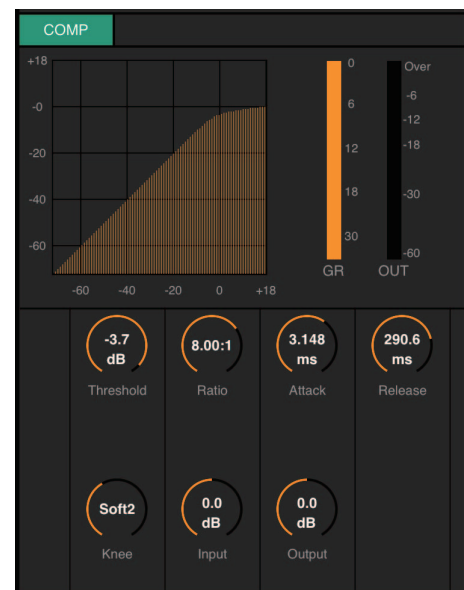 COMP
+18
-0
-20
-40
-60
-60 -40 -20 0 +18
0
6
12
18
30
GR
Over
-6
-12
-18
-30
-60
OUT
-3.7
dB
Threshold
8.00:1
Ratio
3.148
ms
Attack
290.6
ms
Release
Soft2
Knee
0.0
dB
Input
0.0
dB
Output